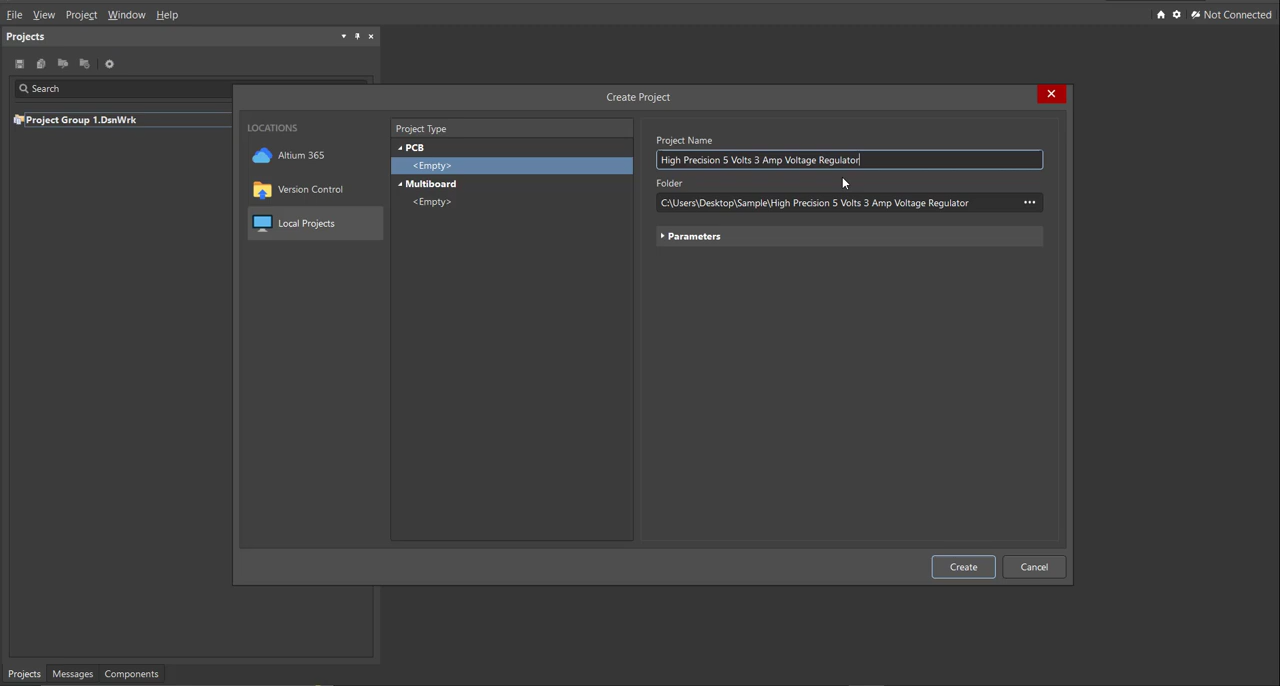 File View Project Window Help
Not Connected
Projects
Search
Project Group 1.DsnWrk
Create Project
LOCATIONS
Altium 365
Version Control
Local Projects
Project Type
PCB
<Empty>
Multiboard
<Empty>
Project Name
High Precision 5 Volts 3 Amp Voltage Regulator
Folder
C:\Users\Desktop\Sample\High Precision 5 Volts 3 Amp Voltage Regulator
Parameters
Create Cancel
Projects Messages Components